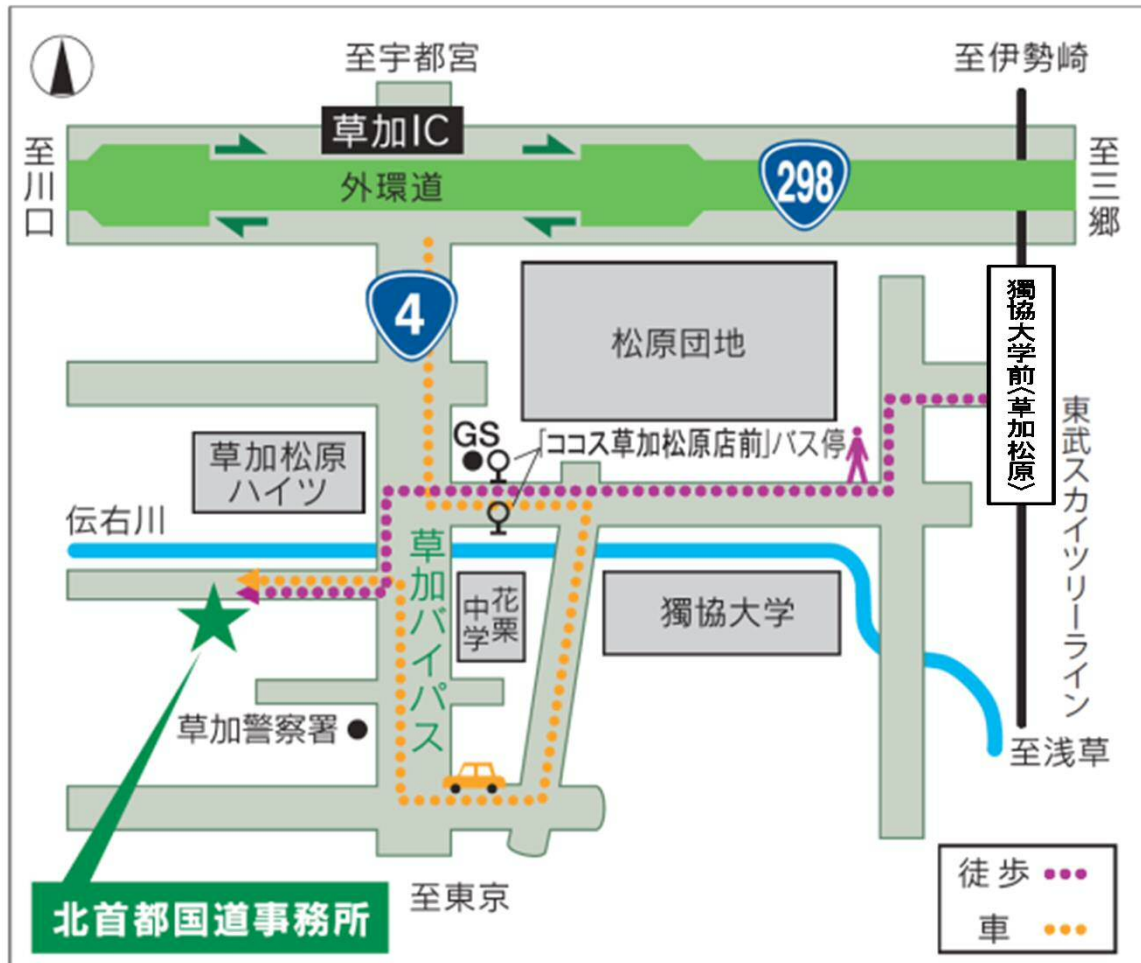 至宇都宮
至伊勢崎
草加IC
至川口
外環道
298
至三郷
4
松原団地
獨協大学前〈草加松原〉
東武スカイツリーライン
GS
「ココス草加松原店前」バス停
草加松原
ハイツ
伝右川
草加バイパス
花栗
中学
獨協大学
草加警察署
至浅草
至東京
北首都国道事務所
徒歩
車